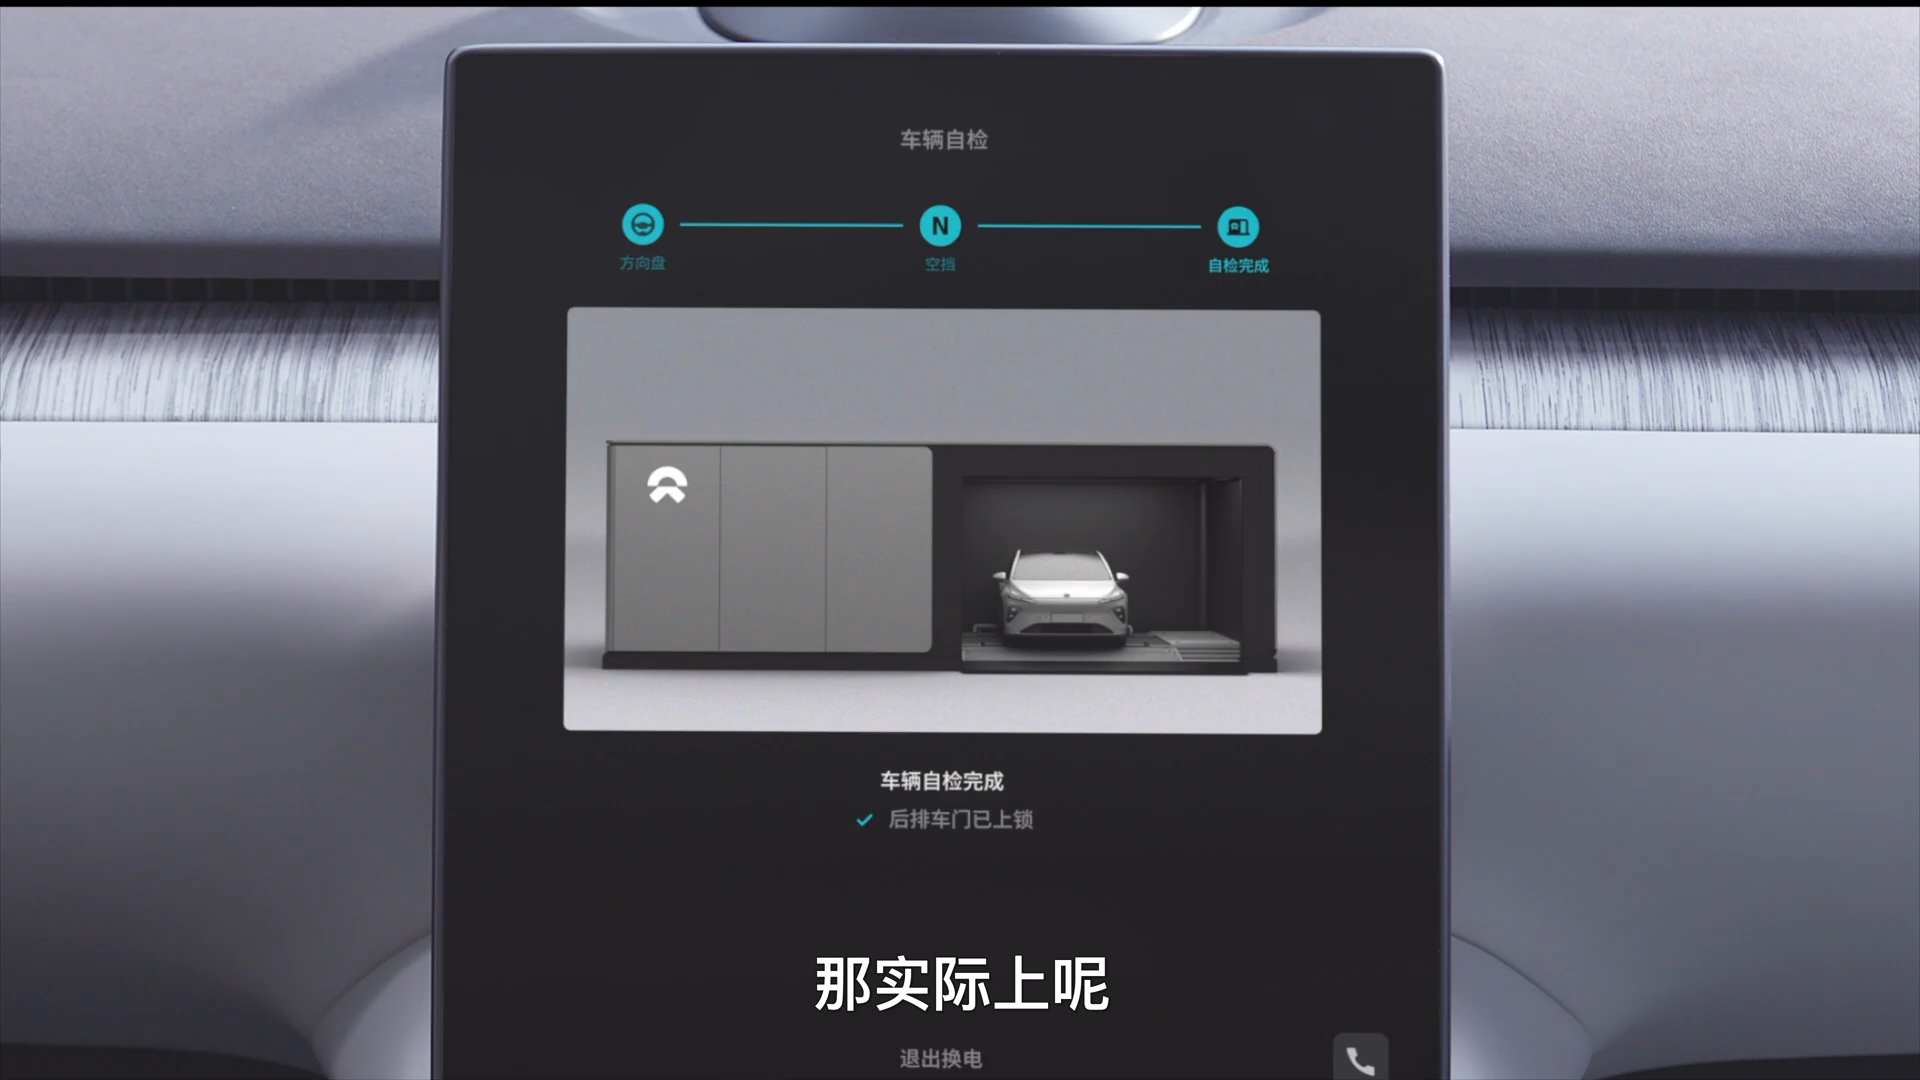 车辆自检
N
方向盘
空挡
自检完成
车辆自检完成
后排车门已上锁
那实际上呢
退出换电